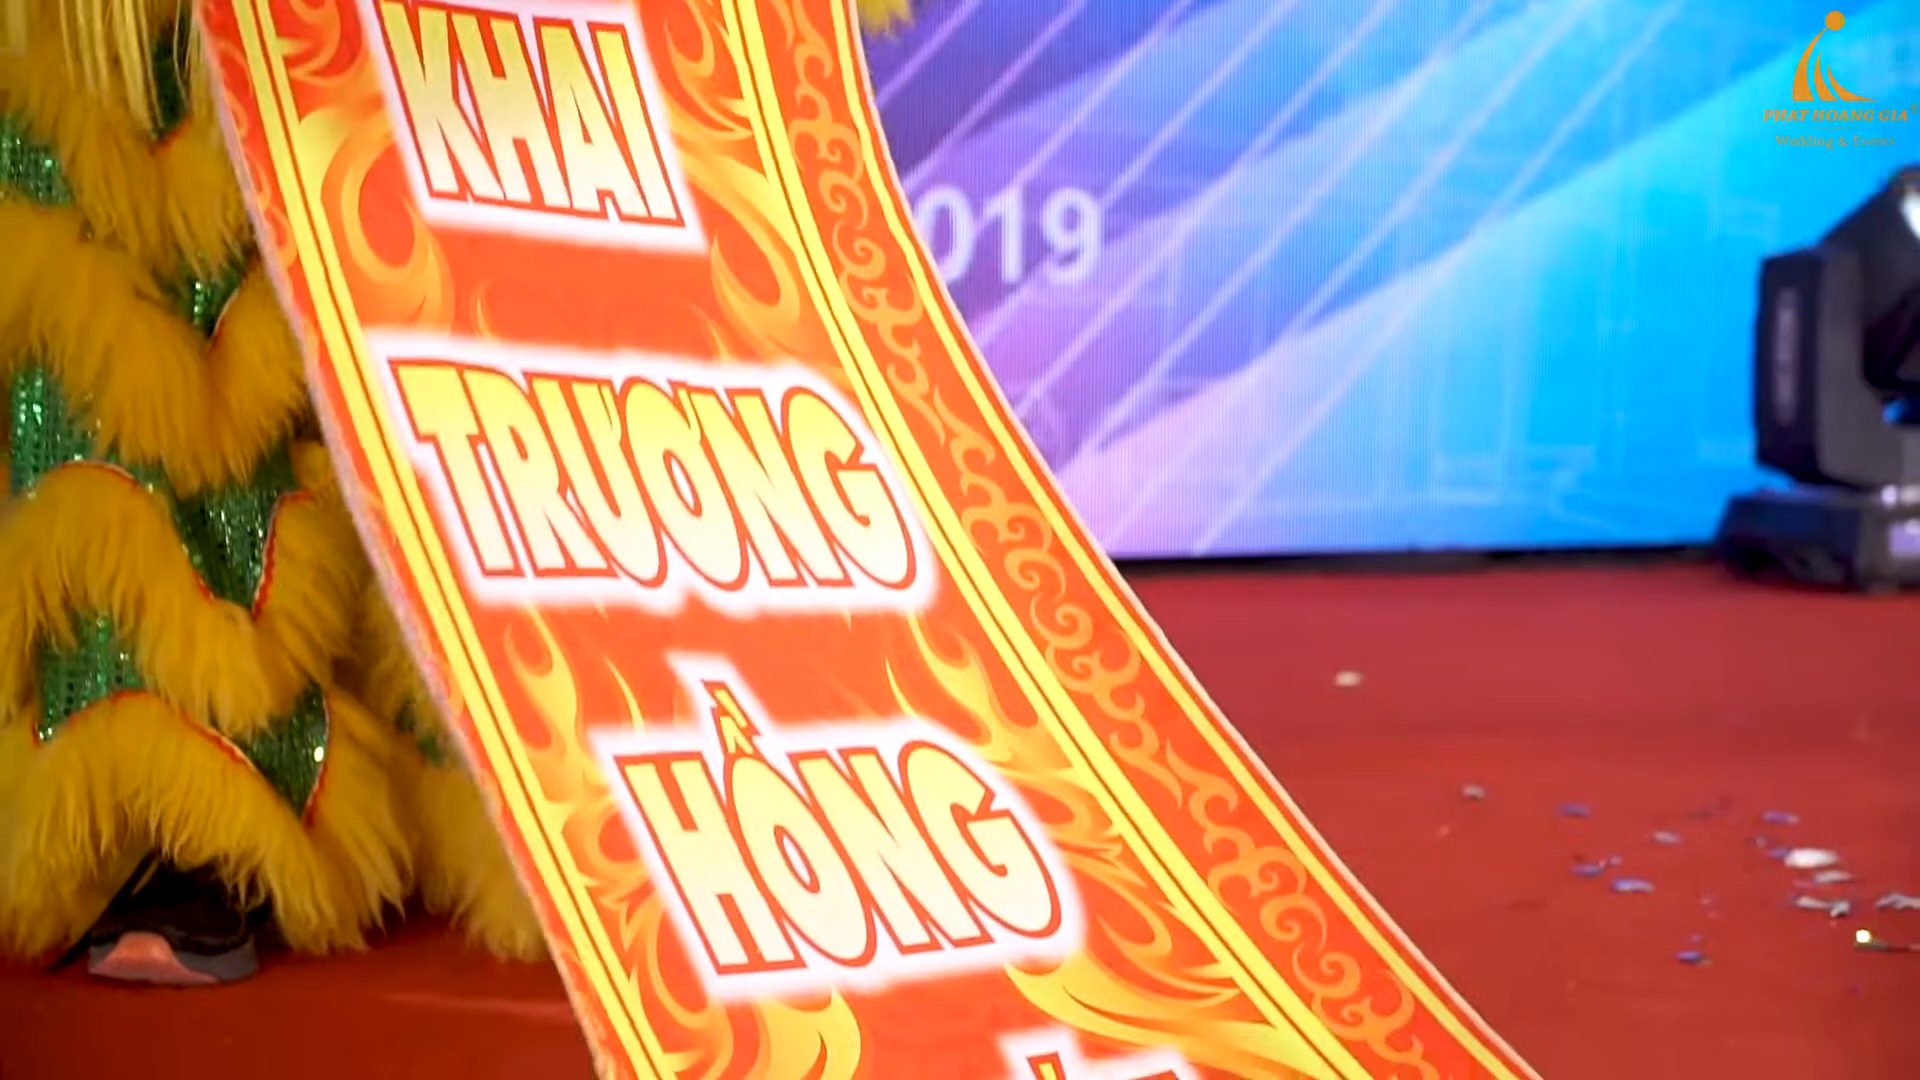 KHAI
TRƯƠNG
HỒNG
019
PHAT HOANG GIA
Wedding & Events